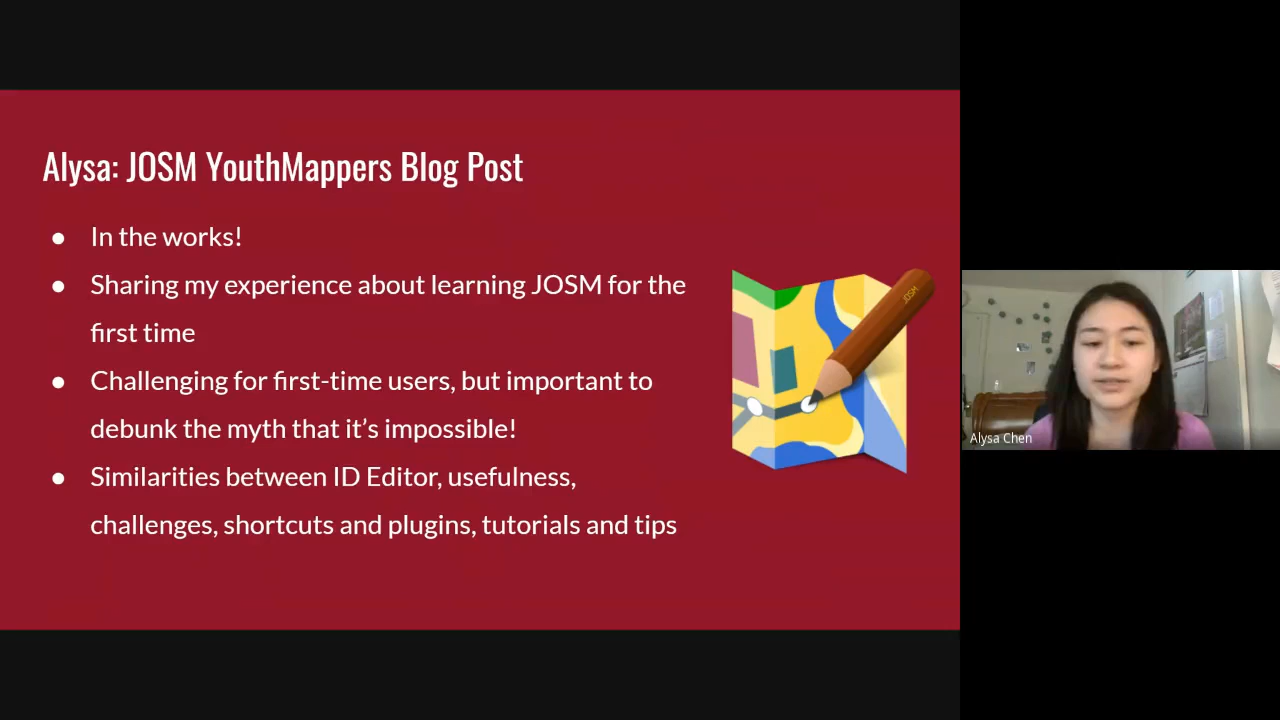 Alysa: JOSM YouthMappers Blog Post
● In the works!
● Sharing my experience about learning JOSM for the
first time
● Challenging for first-time users, but important to
debunk the myth that it’s impossible!
● Similarities between ID Editor, usefulness,
challenges, shortcuts and plugins, tutorials and tips
JOSM
Alysa Chen